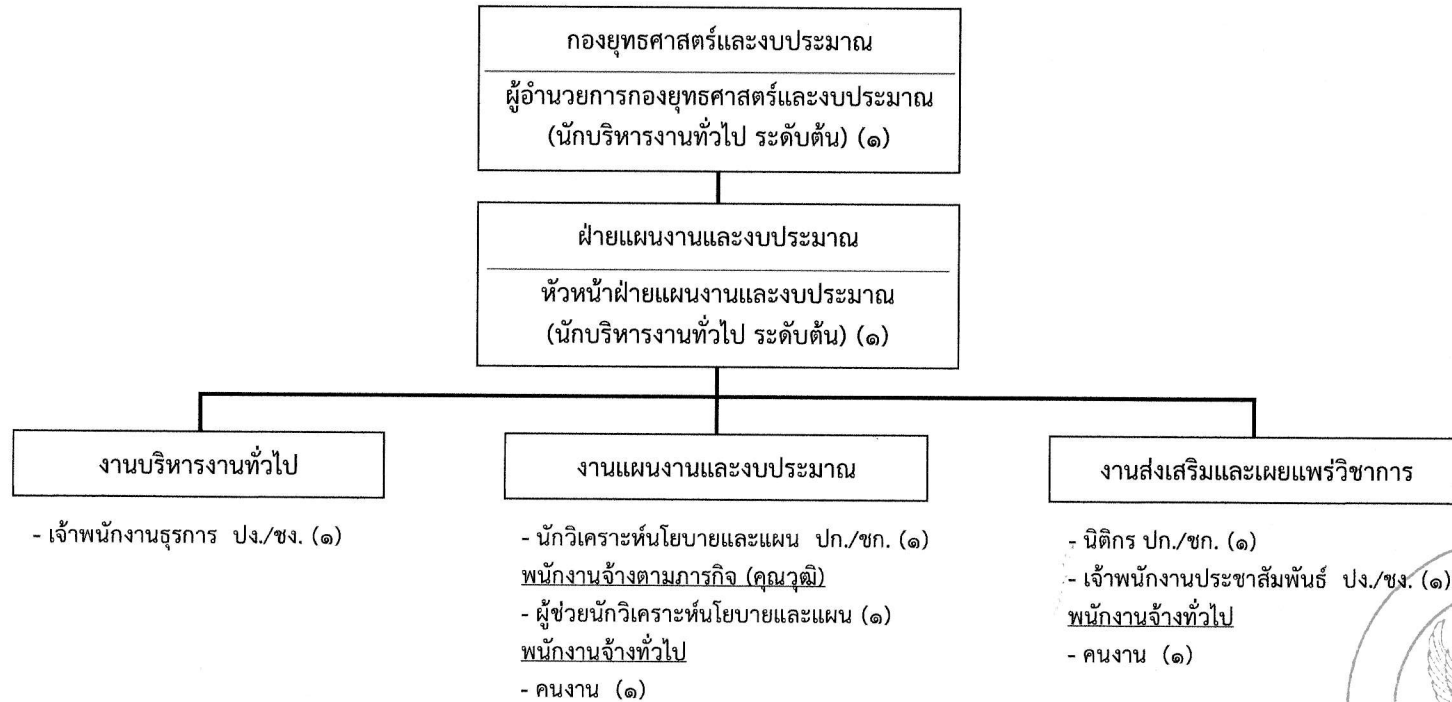 กองยุทธศาสตร์และงบประมาณ
ผู้อำนวยการกองยุทธศาสตร์และงบประมาณ
(นักบริหารงานทั่วไป ระดับต้น) (๑)
ฝ่ายแผนงานและงบประมาณ
หัวหน้าฝ่ายแผนงานและงบประมาณ
(นักบริหารงานทั่วไป ระดับต้น) (๑)
งานบริหารงานทั่วไป
- เจ้าพนักงานธุรการ ปง./ชง. (๑)
งานแผนงานและงบประมาณ
- นักวิเคราะห์นโยบายและแผน ปก./ชก. (๑)
พนักงานจ้างตามภารกิจ (คุณวุฒิ)
- ผู้ช่วยนักวิเคราะห์นโยบายและแผน (๑)
พนักงานจ้างทั่วไป
- คนงาน (๑)
งานส่งเสริมและเผยแพร่วิชาการ
- นิติกร ปก./ชก. (๑)
- เจ้าพนักงานประชาสัมพันธ์ ปง./ชง. (๑)
พนักงานจ้างทั่วไป
- คนงาน (๑)